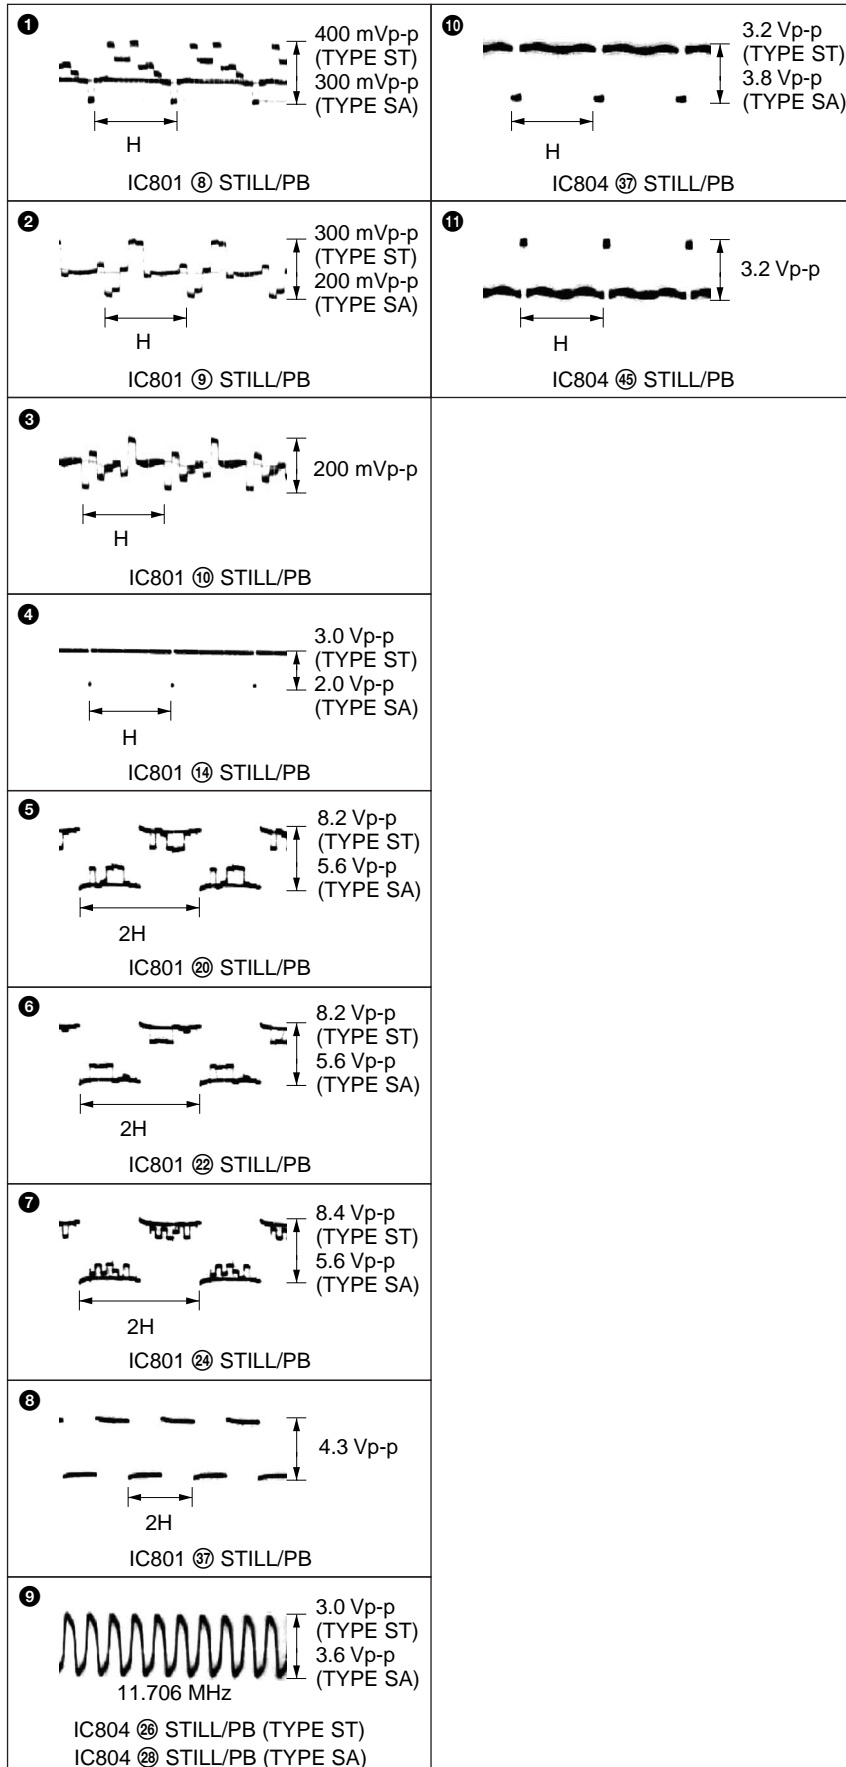 ❶
400 mVp-p
(TYPE ST)
300 mVp-p
(TYPE SA)
H
IC801 ⑧ STILL/PB
❷
300 mVp-p
(TYPE ST)
200 mVp-p
(TYPE SA)
H
IC801 ⑨ STILL/PB
❸
200 mVp-p
H
IC801 ⑩ STILL/PB
❹
3.0 Vp-p
(TYPE ST)
2.0 Vp-p
(TYPE SA)
H
IC801 ⑭ STILL/PB
❺
8.2 Vp-p
(TYPE ST)
5.6 Vp-p
(TYPE SA)
2H
IC801 ⑳ STILL/PB
❻
8.2 Vp-p
(TYPE ST)
5.6 Vp-p
(TYPE SA)
2H
IC801 ㉒ STILL/PB
❼
8.4 Vp-p
(TYPE ST)
5.6 Vp-p
(TYPE SA)
2H
IC801 ㉔ STILL/PB
❽
4.3 Vp-p
2H
IC801 ㊲ STILL/PB
❾
3.0 Vp-p
(TYPE ST)
3.6 Vp-p
(TYPE SA)
11.706 MHz
IC804 ㉖ STILL/PB (TYPE ST)
IC804 ㉘ STILL/PB (TYPE SA)
❿
3.2 Vp-p
(TYPE ST)
3.8 Vp-p
(TYPE SA)
H
IC804 ㊲ STILL/PB
⓫
3.2 Vp-p
H
IC804 ㊺ STILL/PB